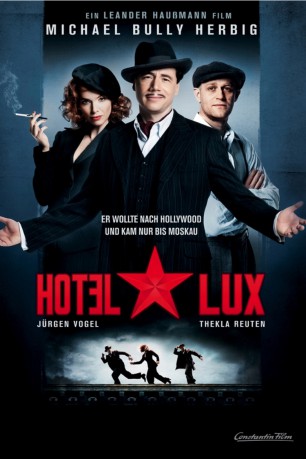 EIN LEANDER HAUßMANN FILM
MICHAEL BULLY HERBIG
ER WOLLTE NACH HOLLYWOOD
UND KAM NUR BIS MOSKAU
HOTEL ★ LUX
JÜRGEN VOGEL THEKLA REUTEN
Constantin Film